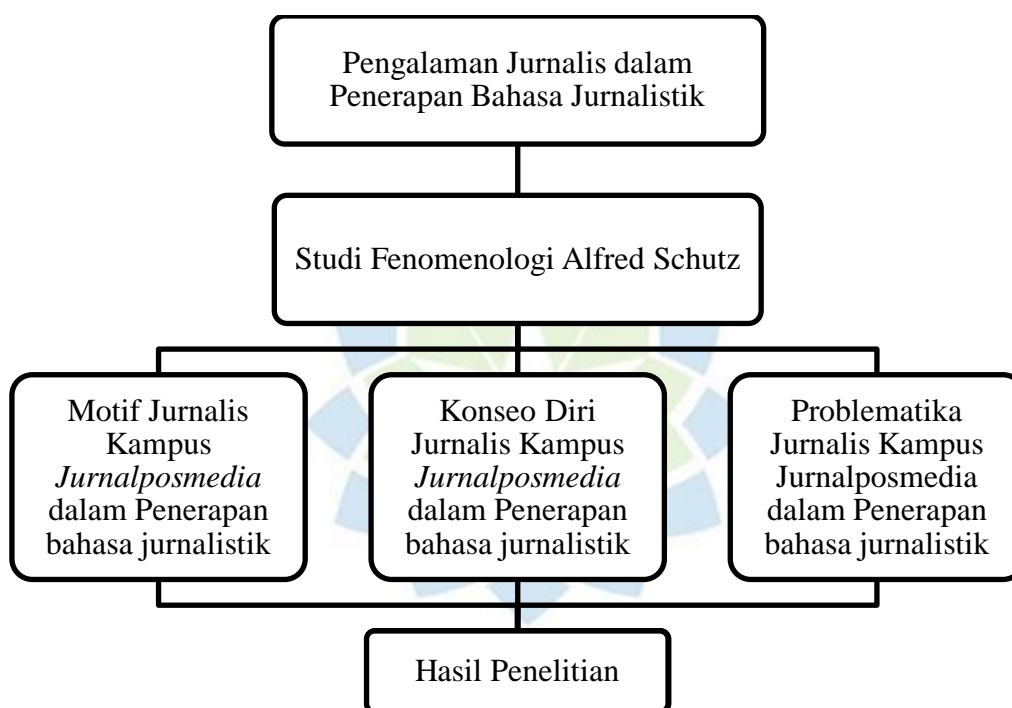 Pengalaman Jurnalis dalam
Penerapan Bahasa Jurnalistik
Studi Fenomenologi Alfred Schutz
Motif Jurnalis
Kampus
Jurnalposmedia
dalam Penerapan
bahasa jurnalistik
Konseo Diri
Jurnalis Kampus
Jurnalposmedia
dalam Penerapan
bahasa jurnalistik
Problematika
Jurnalis Kampus
Jurnalposmedia
dalam Penerapan
bahasa jurnalistik
Hasil Penelitian